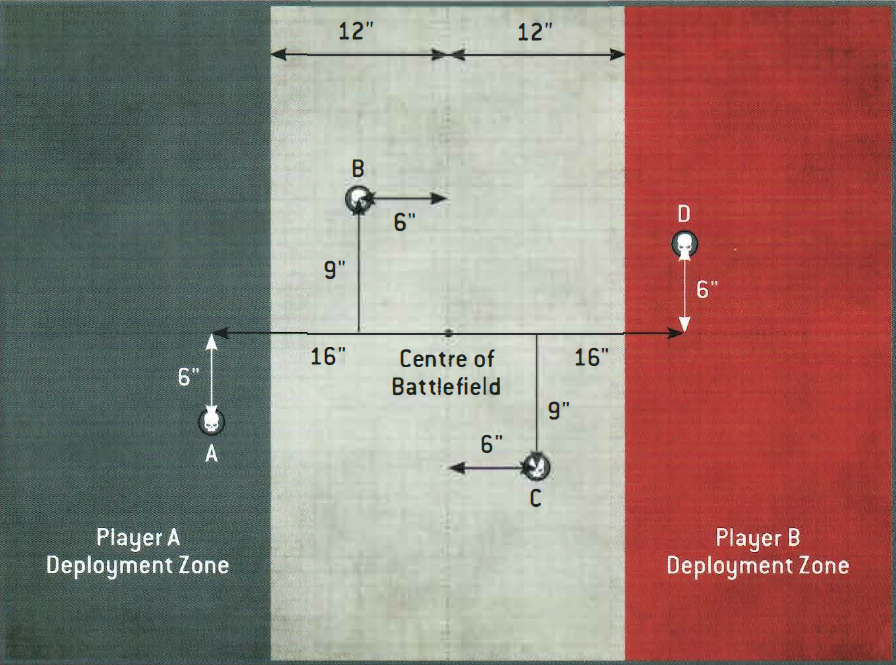 12"
12"
B
6"
D
9"
6"
16"
Centre of
Battlefield
16"
6"
9"
6"
A
C
Player A
Deployment Zone
Player B
Deployment Zone